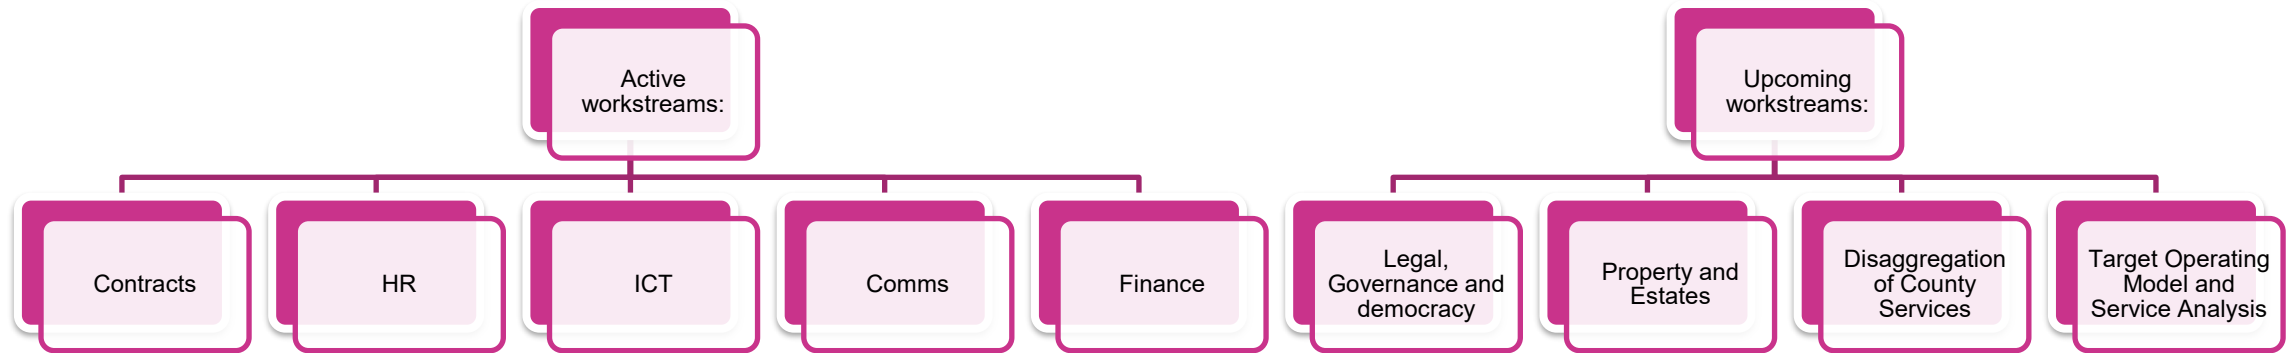 Active
workstreams:
Upcoming
workstreams:
Contracts
HR
ICT
Comms
Finance
Legal,
Governance and
democracy
Property and
Estates
Disaggregation
of County
Services
Target Operating
Model and
Service Analysis